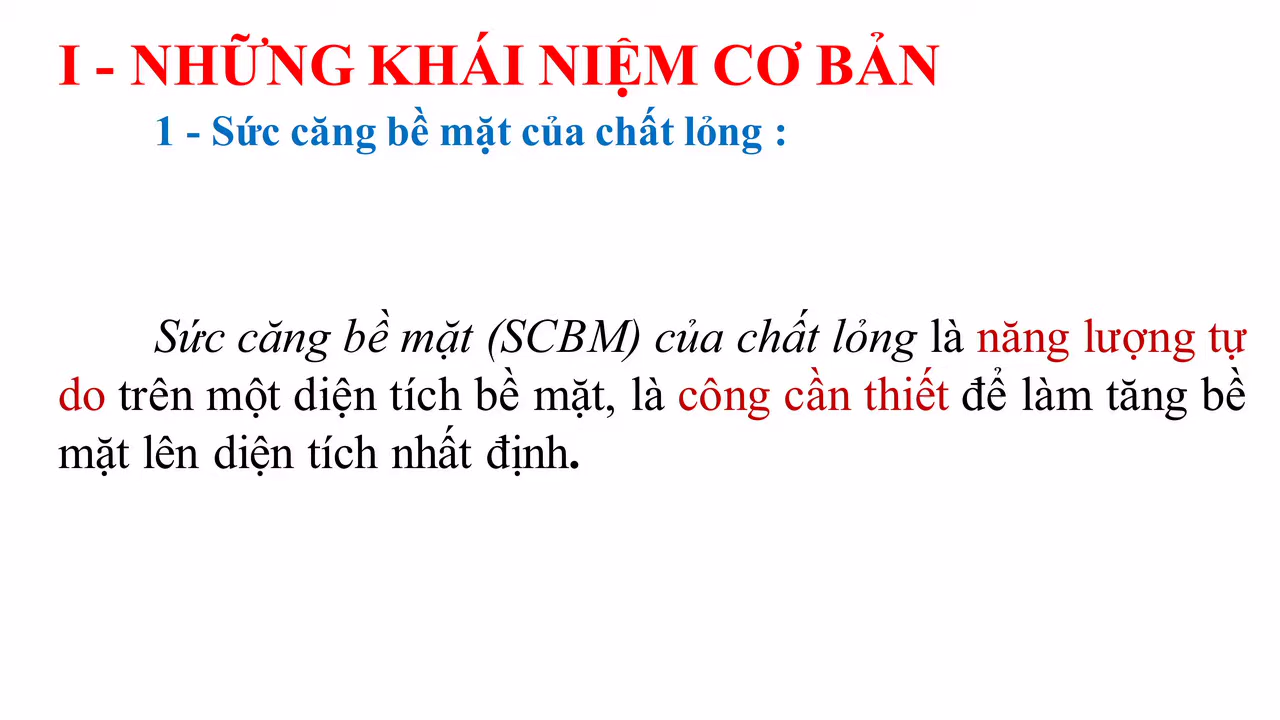 I - NHỮNG KHÁI NIỆM CƠ BẢN
1 - Sức căng bề mặt của chất lỏng :
Sức căng bề mặt (SCBM) của chất lỏng là năng lượng tự
do trên một diện tích bề mặt, là công cần thiết để làm tăng bề
mặt lên diện tích nhất định.